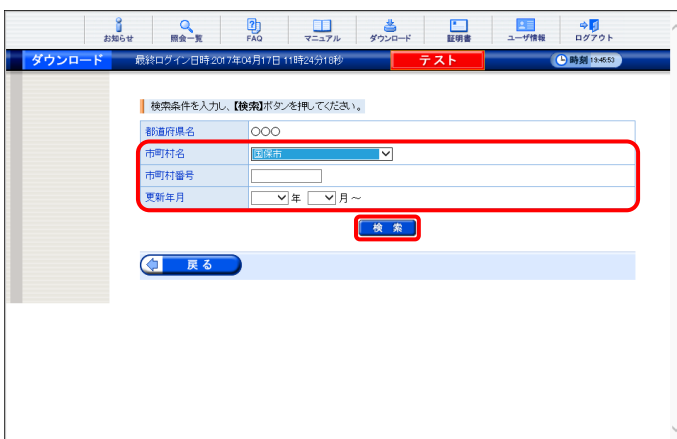 お知らせ 照会一覧 FAQ マニュアル ダウンロード 証明書 ユーザ情報 ログアウト
ダウンロード 最終ログイン日時:2017年04月17日 11時24分18秒 テスト 時刻 19:45:53
検索条件を入力し、【検索】ボタンを押してください。
都道府県名 〇〇〇
市町村名 国保市
市町村番号
更新年月 年 月～
検 索
戻る